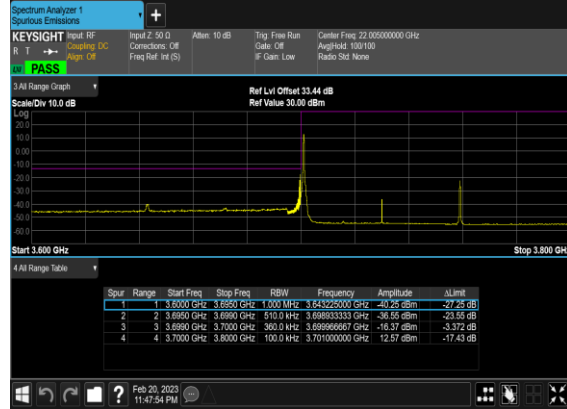 Spectrum Analyzer 1
Spurious Emissions
KEYSIGHT Input: RF Input Z: 50 Ω Atten: 10 dB Trig: Free Run Center Freq: 22.005000000 GHz
R T Coupling: DC Corrections: Off Gate: Off Avg|Hold: 100/100
Align: Off Freq Ref: Int (S) IF Gain: Low Radio Std: None
LXI PASS
3 All Range Graph
Ref Lvl Offset 33.44 dB
Scale/Div 10.0 dB Ref Value 30.00 dBm
Log
20.0
10.0
0.00
-10.0
-20.0
-30.0
-40.0
-50.0
-60.0
Start 3.600 GHz Stop 3.800 GHz
4 All Range Table
Spur Range Start Freq Stop Freq RBW Frequency Amplitude ΔLimit
1 1 3.6000 GHz 3.6950 GHz 1.000 MHz 3.643225000 GHz -40.25 dBm -27.25 dB
2 2 3.6950 GHz 3.6990 GHz 510.0 kHz 3.698933333 GHz -36.55 dBm -23.55 dB
3 3 3.6990 GHz 3.7000 GHz 360.0 kHz 3.699966667 GHz -16.37 dBm -3.372 dB
4 4 3.7000 GHz 3.8000 GHz 100.0 kHz 3.701000000 GHz 12.57 dBm -17.43 dB
? Feb 20, 2023
11:47:54 PM